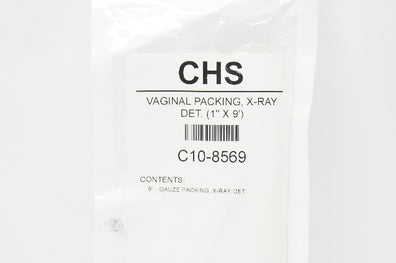 CHS
VAGINAL PACKING, X-RAY
DET. (1" X 9')
C10-8569
CONTENTS:
9' GAUZE PACKING, X-RAY DET